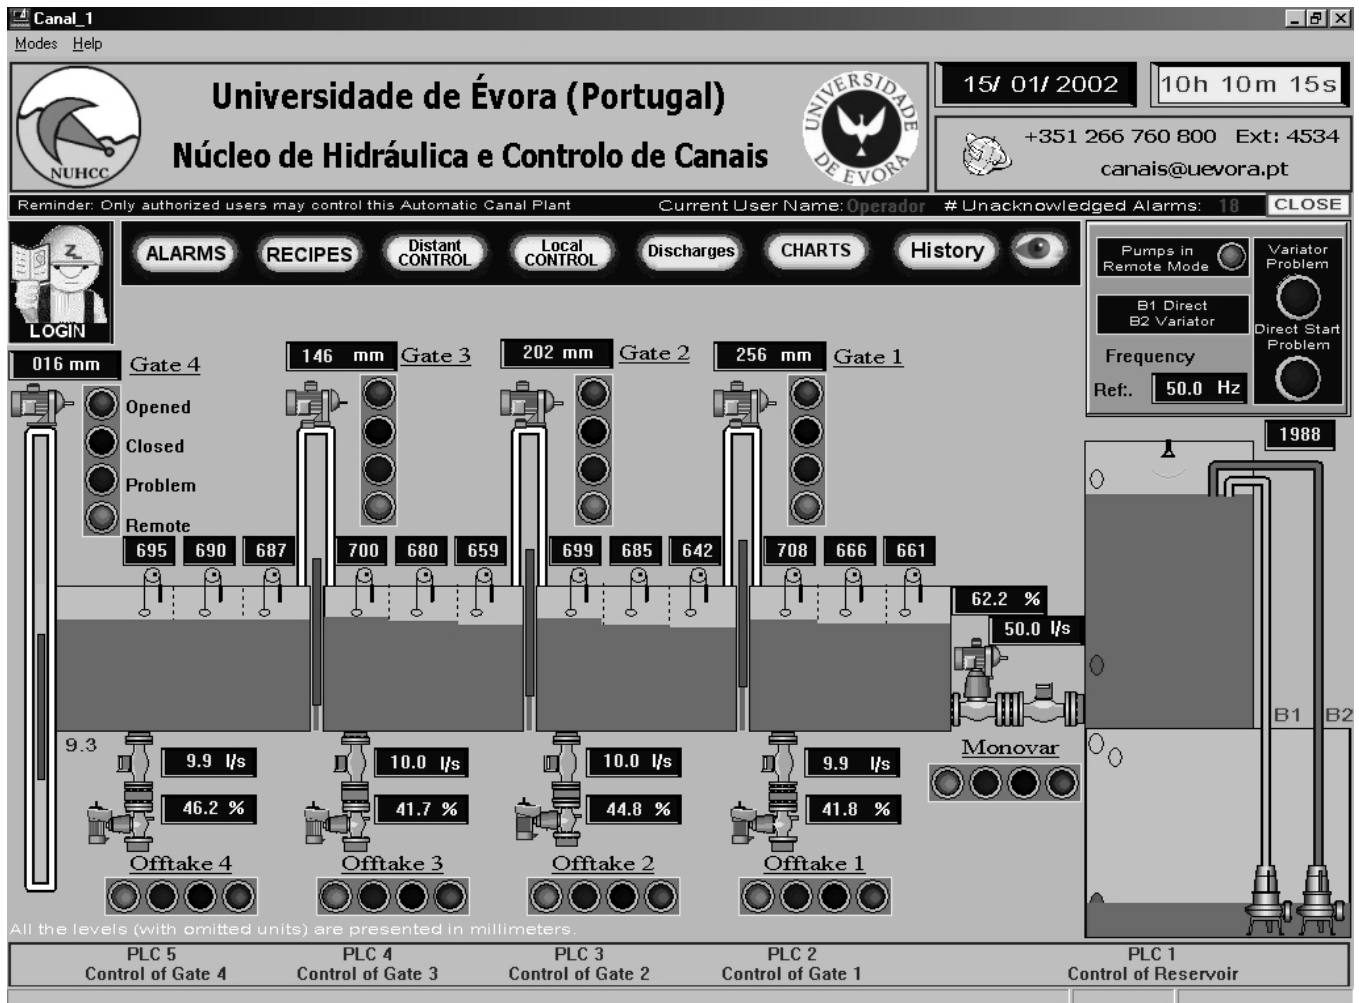 Canal_1
Modes Help
Universidade de Évora (Portugal)
Núcleo de Hidráulica e Controlo de Canais
NUHCC
UNIVERSIDADE DE EVORA
15/ 01/ 2002
10h 10m 15s
+351 266 760 800 Ext: 4534
canais@uevora.pt
Reminder: Only authorized users may control this Automatic Canal Plant
Current User Name: Operador
# Unacknowledged Alarms: 18
CLOSE
Z
LOGIN
ALARMS
RECIPES
Distant
CONTROL
Local
CONTROL
Discharges
CHARTS
History
Pumps in
Remote Mode
Variator
Problem
B1 Direct
B2 Variator
Direct Start
Problem
Frequency
Ref:. 50.0 Hz
016 mm Gate 4
146 mm Gate 3
202 mm Gate 2
256 mm Gate 1
Opened
Closed
Problem
Remote
1988
695 690 687 700 680 659 699 685 642 708 666 661
62.2 %
50.0 l/s
B1 B2
9.3
9.9 l/s 10.0 l/s 10.0 l/s 9.9 l/s
Monovar
46.2 % 41.7 % 44.8 % 41.8 %
Offtake 4 Offtake 3 Offtake 2 Offtake 1
All the levels (with omitted units) are presented in millimeters.
PLC 5 PLC 4 PLC 3 PLC 2 PLC 1
Control of Gate 4 Control of Gate 3 Control of Gate 2 Control of Gate 1 Control of Reservoir